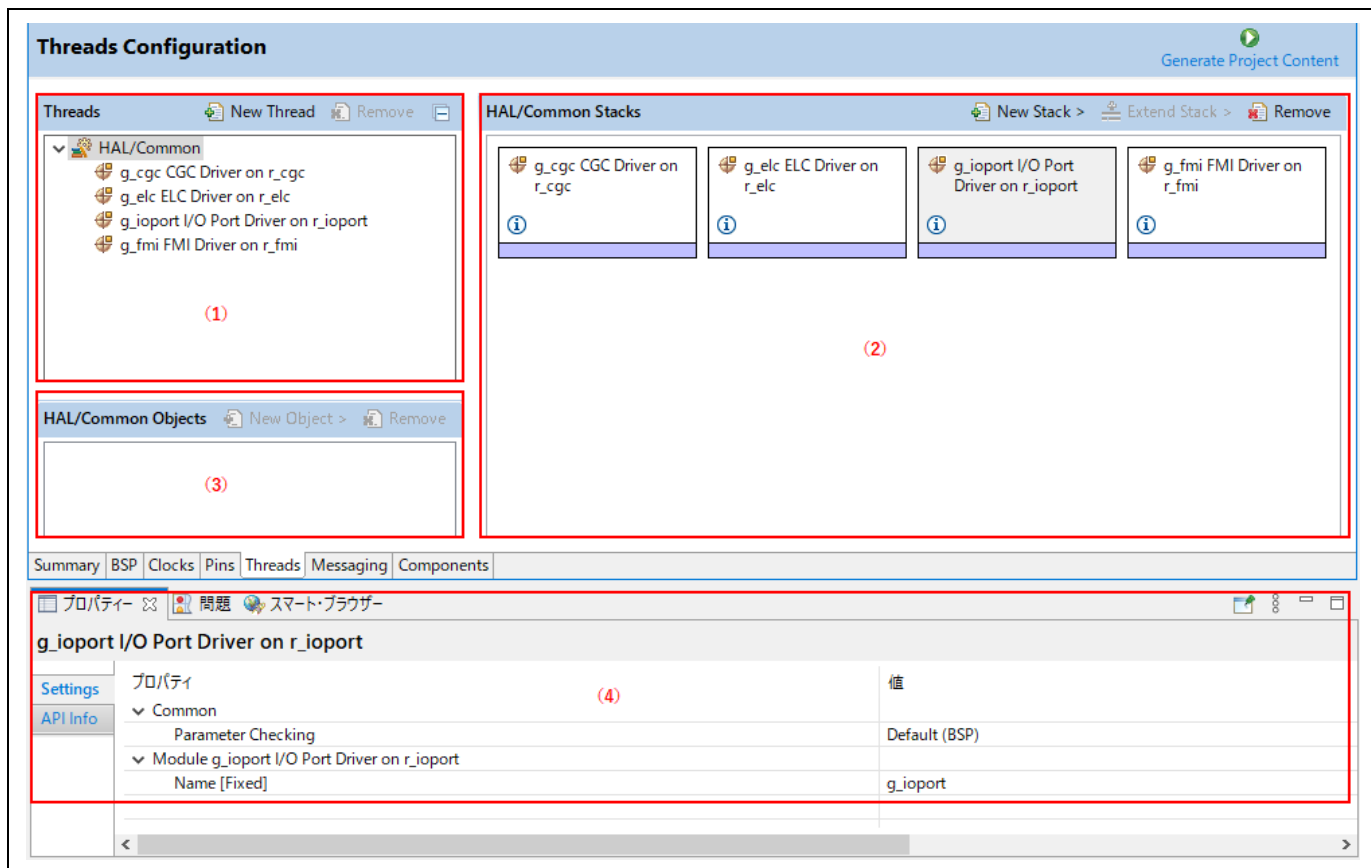 Threads Configuration
Generate Project Content
Threads New Thread Remove
HAL/Common
g_cgc CGC Driver on r_cgc
g_elc ELC Driver on r_elc
g_ioport I/O Port Driver on r_ioport
g_fmi FMI Driver on r_fmi
(1)
HAL/Common Stacks New Stack > Extend Stack > Remove
g_cgc CGC Driver on
r_cgc
g_elc ELC Driver on
r_elc
g_ioport I/O Port
Driver on r_ioport
g_fmi FMI Driver on
r_fmi
(2)
HAL/Common Objects New Object > Remove
(3)
Summary BSP Clocks Pins Threads Messaging Components
プロパティー 問題 スマート・ブラウザー
g_ioport I/O Port Driver on r_ioport
Settings
API Info
プロパティ 値
(4)
Common
Parameter Checking Default (BSP)
Module g_ioport I/O Port Driver on r_ioport
Name [Fixed] g_ioport